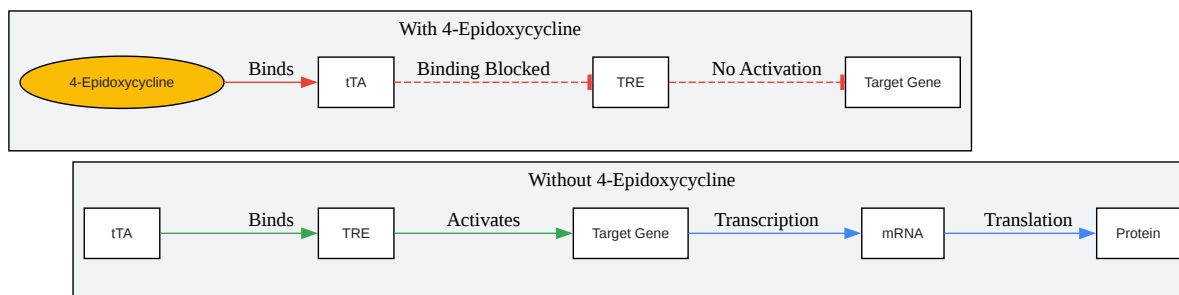 With 4-Epidoxycycline
4-Epidoxycycline
Binds
tTA
Binding Blocked
TRE
No Activation
Target Gene
Without 4-Epidoxycycline
tTA
Binds
TRE
Activates
Target Gene
Transcription
mRNA
Translation
Protein